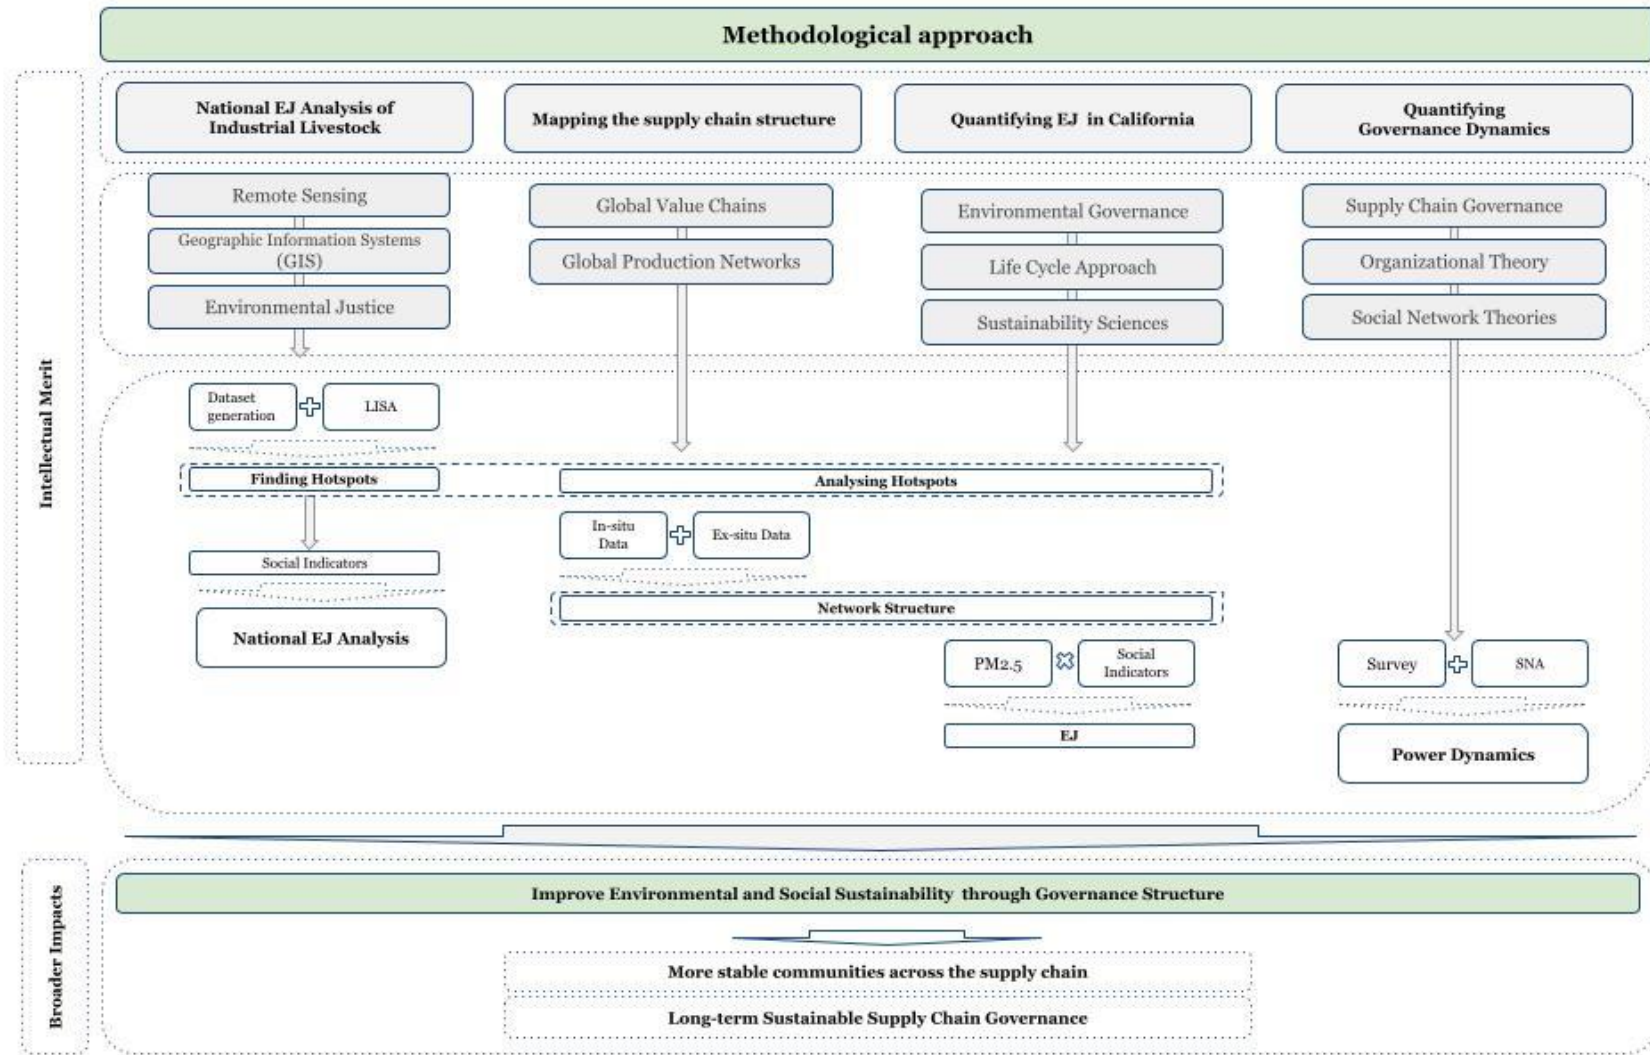 Methodological approach
National EJ Analysis of
Industrial Livestock
Mapping the supply chain structure
Quantifying EJ in California
Quantifying
Governance Dynamics
Remote Sensing
Geographic Information Systems
(GIS)
Environmental Justice
Global Value Chains
Global Production Networks
Environmental Governance
Life Cycle Approach
Sustainability Sciences
Supply Chain Governance
Organizational Theory
Social Network Theories
Intellectual Merit
Dataset
generation
LISA
Finding Hotspots
Analysing Hotspots
In-situ
Data
Ex-situ Data
Social Indicators
Network Structure
National EJ Analysis
PM2.5
Social
Indicators
Survey
SNA
EJ
Power Dynamics
Broader Impacts
Improve Environmental and Social Sustainability through Governance Structure
More stable communities across the supply chain
Long-term Sustainable Supply Chain Governance